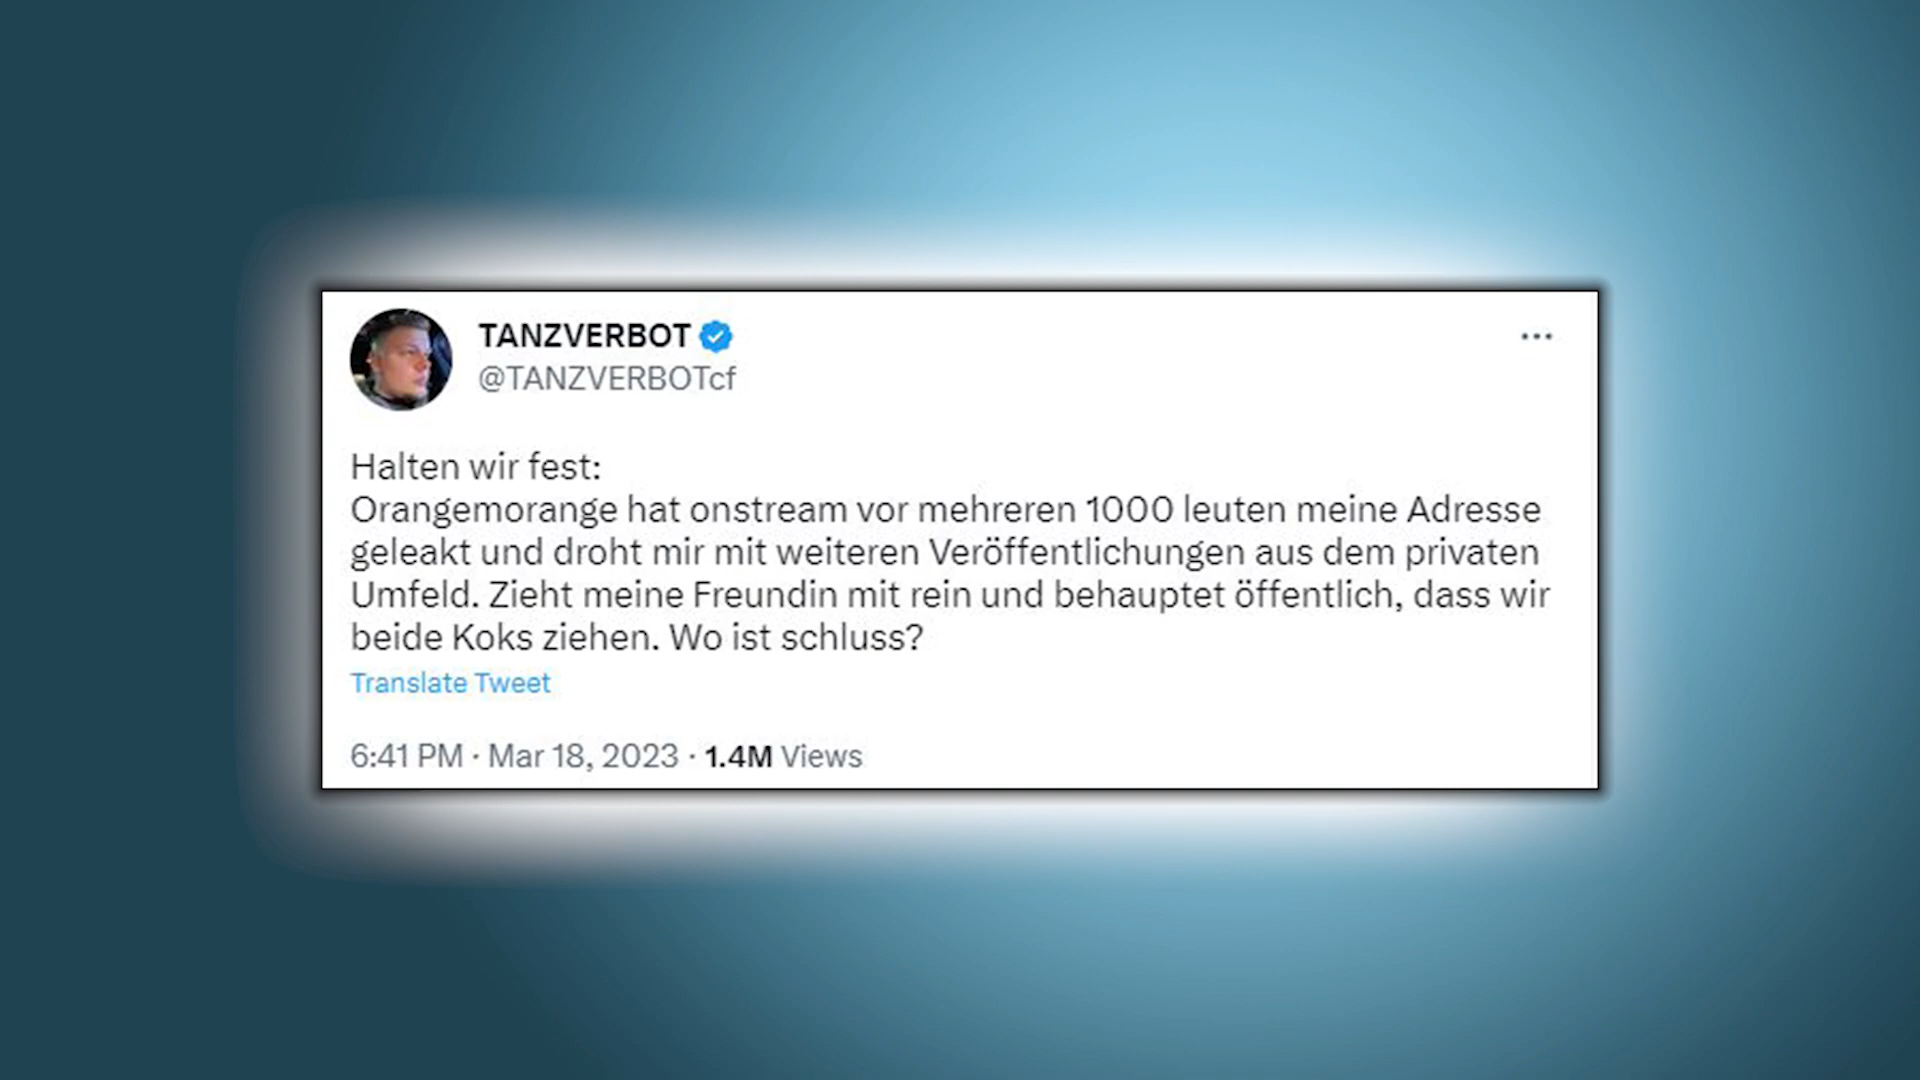 TANZVERBOT
@TANZVERBOTcf
Halten wir fest:
Orangemorange hat onstream vor mehreren 1000 leuten meine Adresse
geleakt und droht mir mit weiteren Veröffentlichungen aus dem privaten
Umfeld. Zieht meine Freundin mit rein und behauptet öffentlich, dass wir
beide Koks ziehen. Wo ist schluss?
Translate Tweet
6:41 PM · Mar 18, 2023 · 1.4M Views